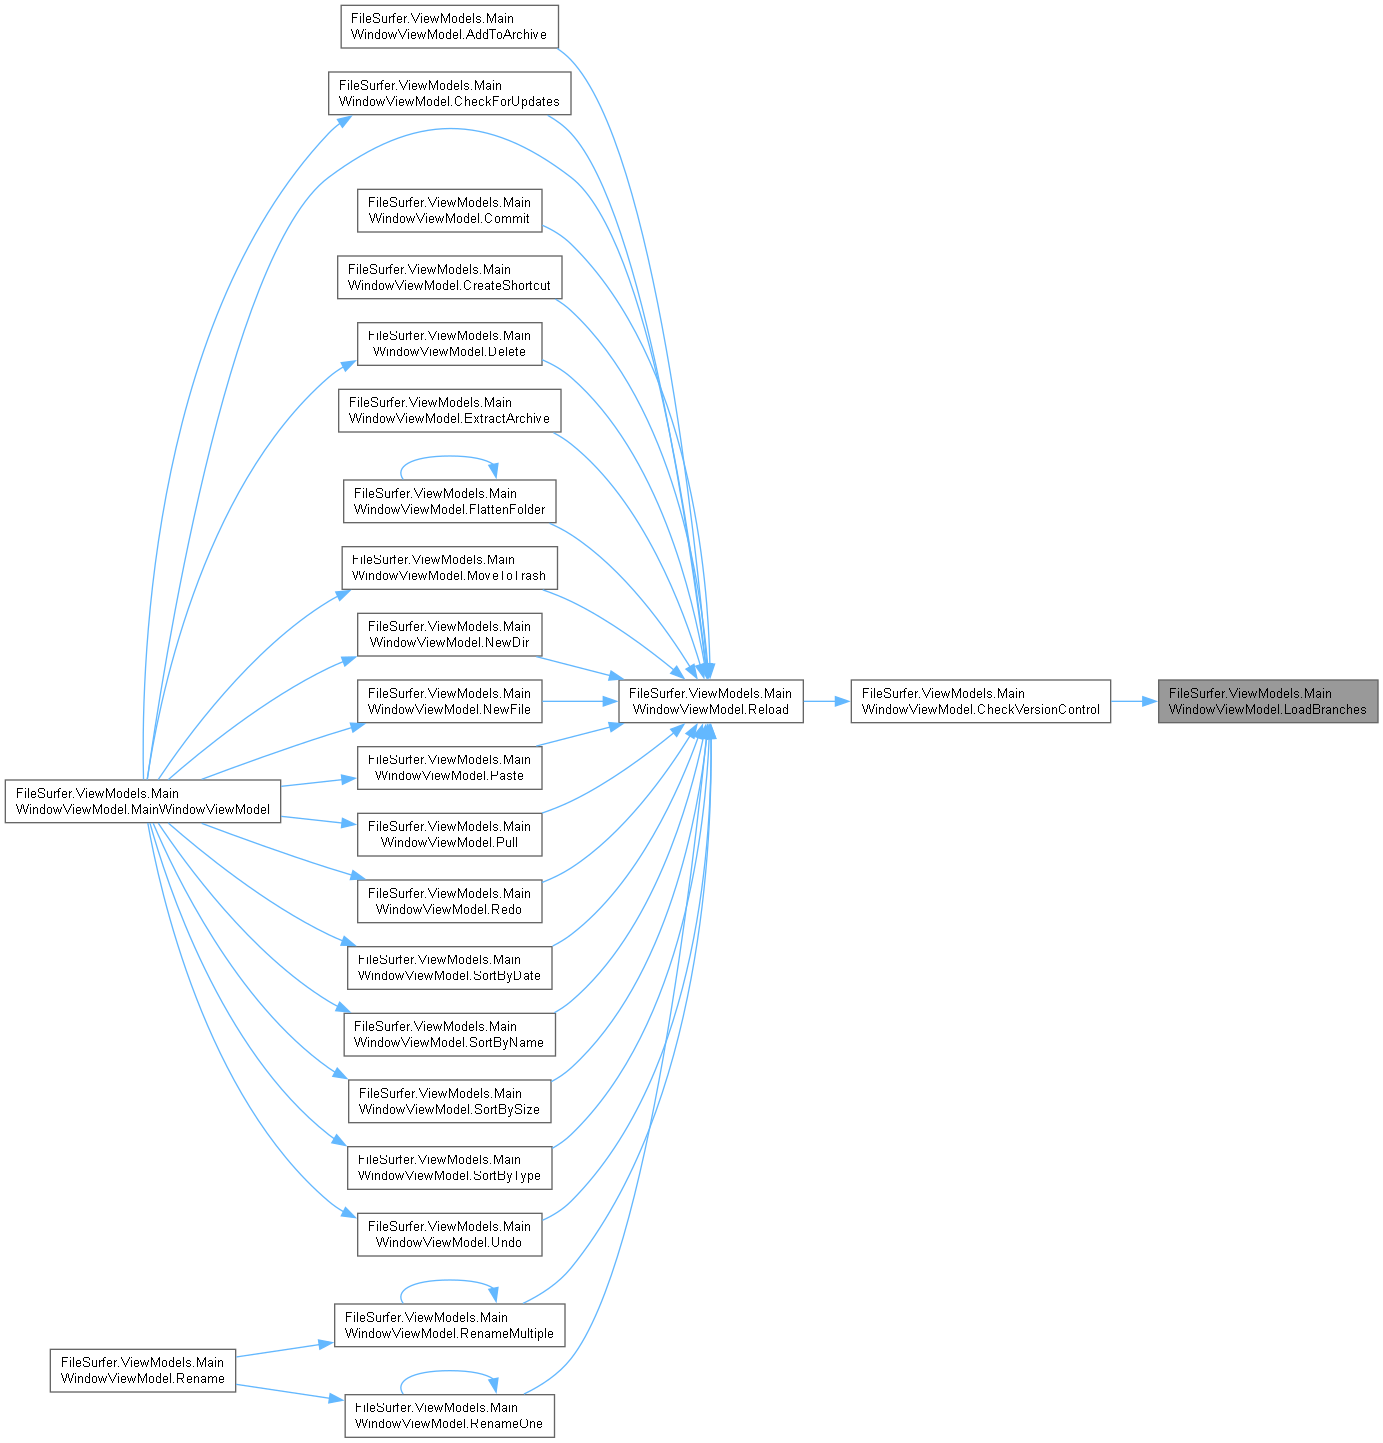 FileSurfer.ViewModels.Main
WindowViewModel.AddToArchive
FileSurfer.ViewModels.Main
WindowViewModel.CheckForUpdates
FileSurfer.ViewModels.Main
WindowViewModel.Commit
FileSurfer.ViewModels.Main
WindowViewModel.CreateShortcut
FileSurfer.ViewModels.Main
WindowViewModel.Delete
FileSurfer.ViewModels.Main
WindowViewModel.ExtractArchive
FileSurfer.ViewModels.Main
WindowViewModel.FlattenFolder
FileSurfer.ViewModels.Main
WindowViewModel.MoveToTrash
FileSurfer.ViewModels.Main
WindowViewModel.NewDir
FileSurfer.ViewModels.Main
WindowViewModel.NewFile
FileSurfer.ViewModels.Main
WindowViewModel.Reload
FileSurfer.ViewModels.Main
WindowViewModel.CheckVersionControl
FileSurfer.ViewModels.Main
WindowViewModel.LoadBranches
FileSurfer.ViewModels.Main
WindowViewModel.Paste
FileSurfer.ViewModels.Main
WindowViewModel.MainWindowViewModel
FileSurfer.ViewModels.Main
WindowViewModel.Pull
FileSurfer.ViewModels.Main
WindowViewModel.Redo
FileSurfer.ViewModels.Main
WindowViewModel.SortByDate
FileSurfer.ViewModels.Main
WindowViewModel.SortByName
FileSurfer.ViewModels.Main
WindowViewModel.SortBySize
FileSurfer.ViewModels.Main
WindowViewModel.SortByType
FileSurfer.ViewModels.Main
WindowViewModel.Undo
FileSurfer.ViewModels.Main
WindowViewModel.RenameMultiple
FileSurfer.ViewModels.Main
WindowViewModel.Rename
FileSurfer.ViewModels.Main
WindowViewModel.RenameOne